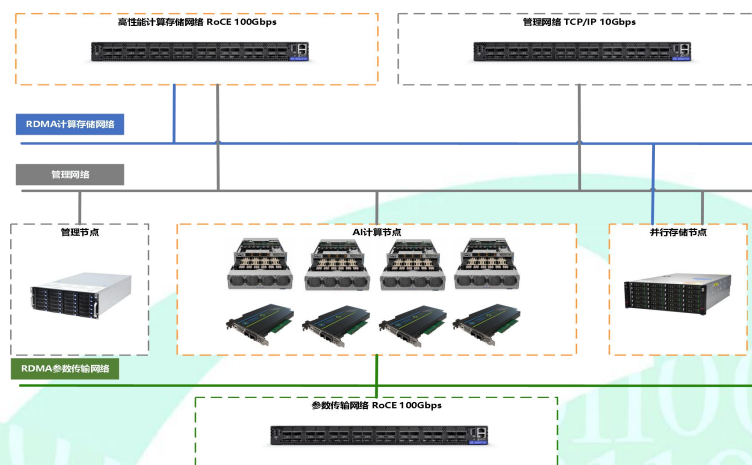 高性能计算存储网络 RoCE 100Gbps
管理网络 TCP/IP 10Gbps
RDMA计算存储网络
管理网络
管理节点
AI计算节点
并行存储节点
RDMA参数传输网络
参数传输网络 RoCE 100Gbps